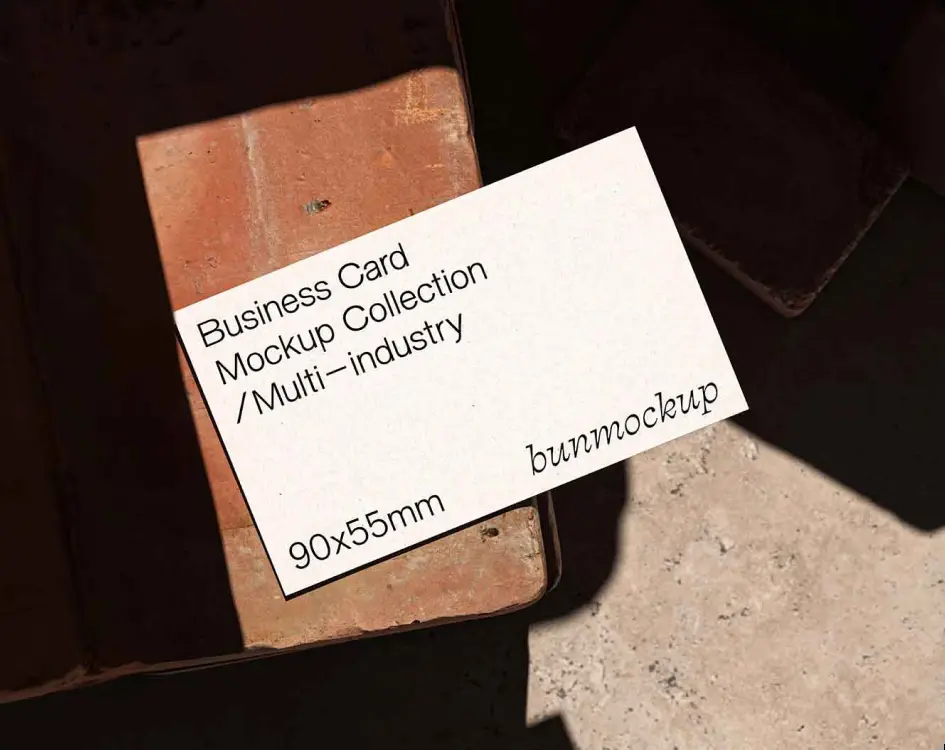 Business Card
Mockup Collection
/Multi—industry
bunmockup
90x55mm